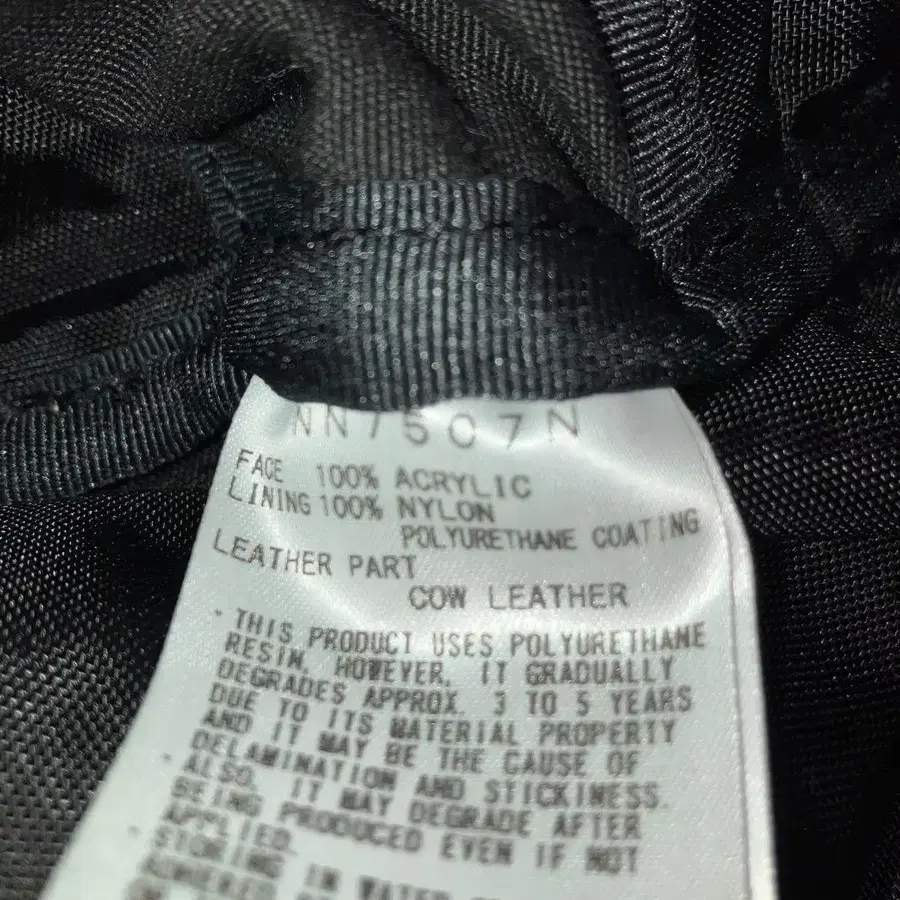 NN7507N
FACE 100% ACRYLIC
LINING 100% NYLON
POLYURETHANE COATING
LEATHER PART
COW LEATHER
・THIS PRODUCT USES POLYURETHANE
RESIN. HOWEVER, IT GRADUALLY
DEGRADES APPROX. 3 TO 5 YEARS
DUE TO ITS MATERIAL PROPERTY
AND IT MAY BE THE CAUSE OF
DELAMINATION AND STICKINESS.
・ALSO, IT MAY DEGRADE AFTER
BEING PRODUCED EVEN IF NOT
APPLIED.
・STORING IN WATER